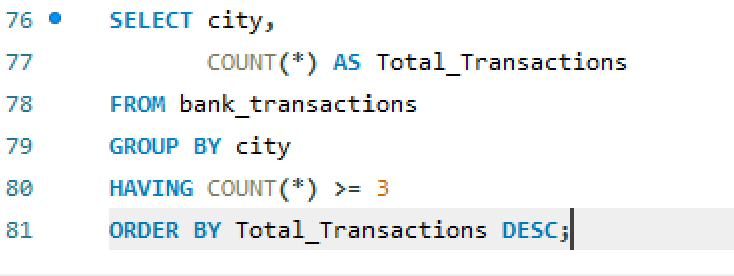 76 SELECT city,
77 COUNT(*) AS Total_Transactions
78 FROM bank_transactions
79 GROUP BY city
80 HAVING COUNT(*) >= 3
81 ORDER BY Total_Transactions DESC;